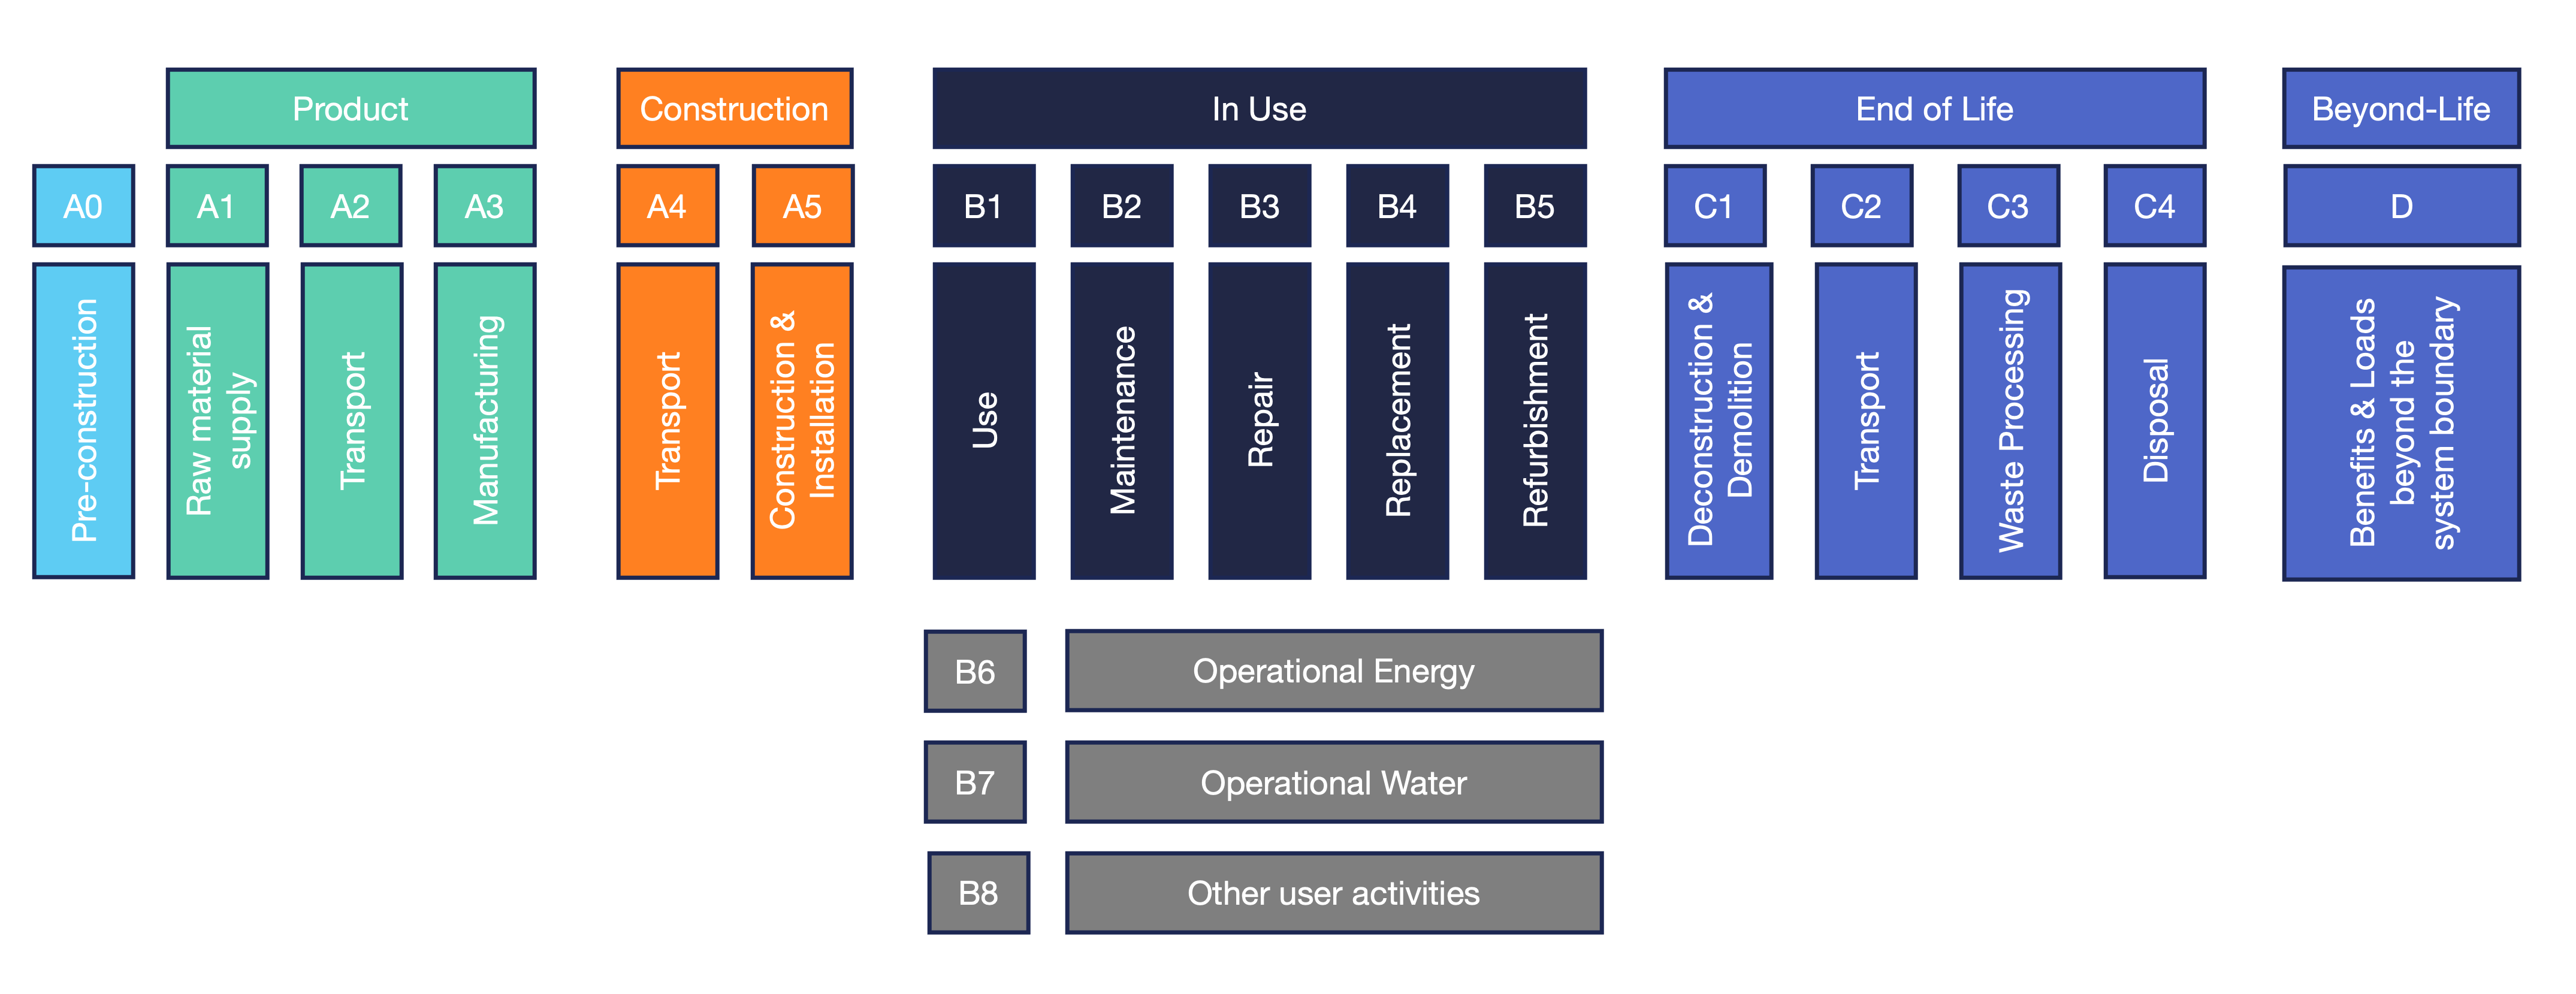 Product
Construction
In Use
End of Life
Beyond-Life
A0
A1
A2
A3
A4
A5
B1
B2
B3
B4
B5
C1
C2
C3
C4
D
Pre-construction
Raw material
supply
Transport
Manufacturing
Transport
Construction &
Installation
Use
Maintenance
Repair
Replacement
Refurbishment
Deconstruction &
Demolition
Transport
Waste Processing
Disposal
Benefits & Loads
beyond the
system boundary
B6
Operational Energy
B7
Operational Water
B8
Other user activities